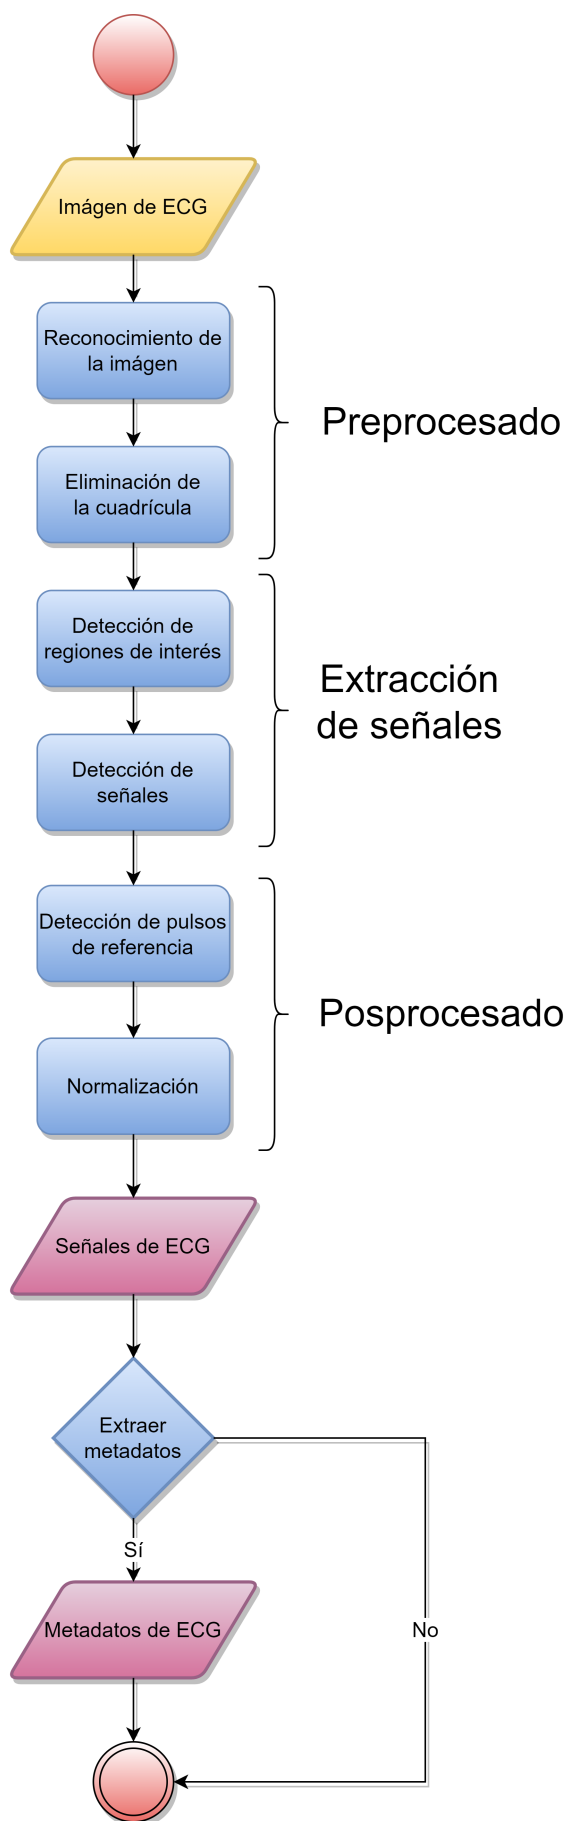 Imágen de ECG
Reconocimiento de
la imágen
Eliminación de
la cuadrícula
Preprocesado
Detección de
regiones de interés
Detección de
señales
Extracción
de señales
Detección de pulsos
de referencia
Normalización
Posprocesado
Señales de ECG
Extraer
metadatos
Sí
Metadatos de ECG
No